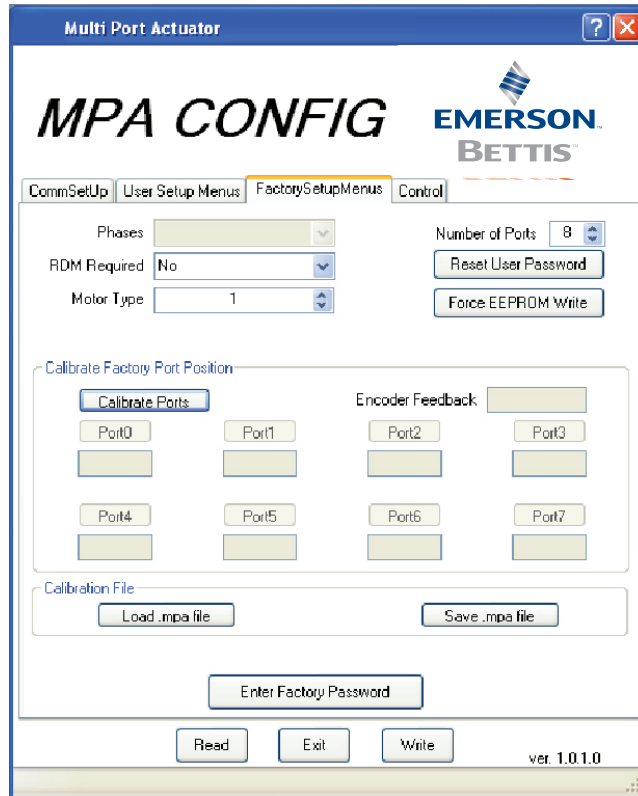 Multi Port Actuator
MPA CONFIG
EMERSON
BETTIS
CommSetUp User Setup Menus FactorySetupMenus Control
Phases Number of Ports 8
RDM Required No Reset User Password
Motor Type 1 Force EEPROM Write
Calibrate Factory Port Position
Calibrate Ports Encoder Feedback
Port0 Port1 Port2 Port3
Port4 Port5 Port6 Port7
Calibration File
Load .mpa file Save .mpa file
Enter Factory Password
Read Exit Write ver. 1.0.1.0